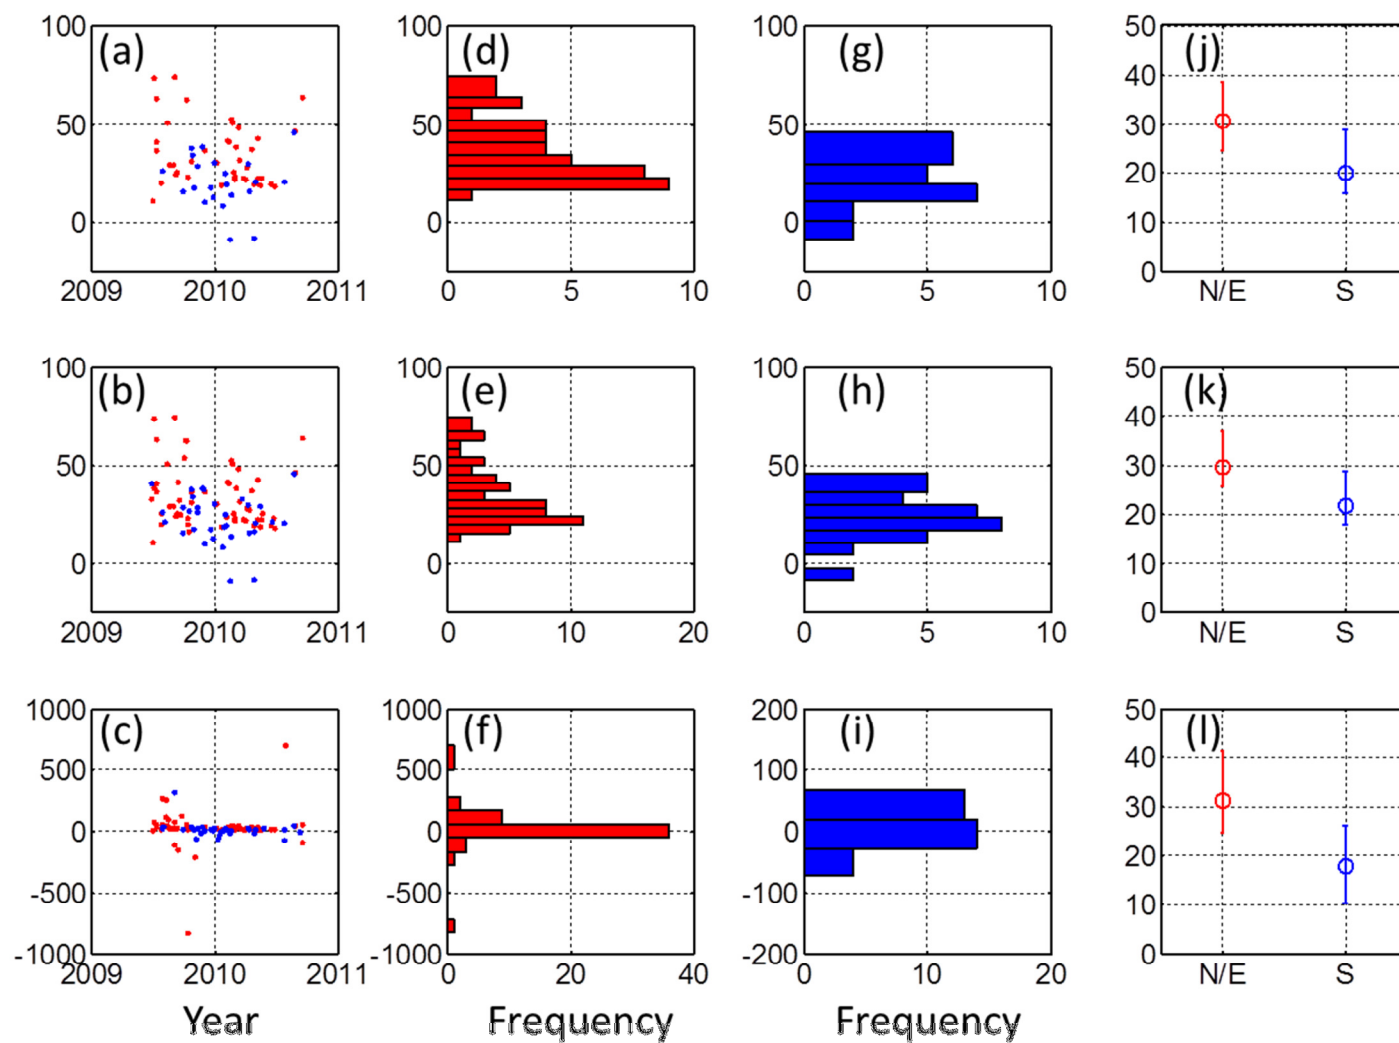 100 (a) 50 0 2009 2010 2011
100 (d) 50 0 0 5 10
100 (g) 50 0 0 5 10
50 (j) 40 30 20 10 0 N/E S
100 (b) 50 0 2009 2010 2011
100 (e) 50 0 0 10 20
100 (h) 50 0 0 5 10
50 (k) 40 30 20 10 0 N/E S
1000 (c) 500 0 -500 -1000 2009 2010 2011
1000 (f) 500 0 -500 -1000 0 20 40
200 (i) 100 0 -100 -200 0 10 20
50 (l) 40 30 20 10 0 N/E S
Year Frequency Frequency